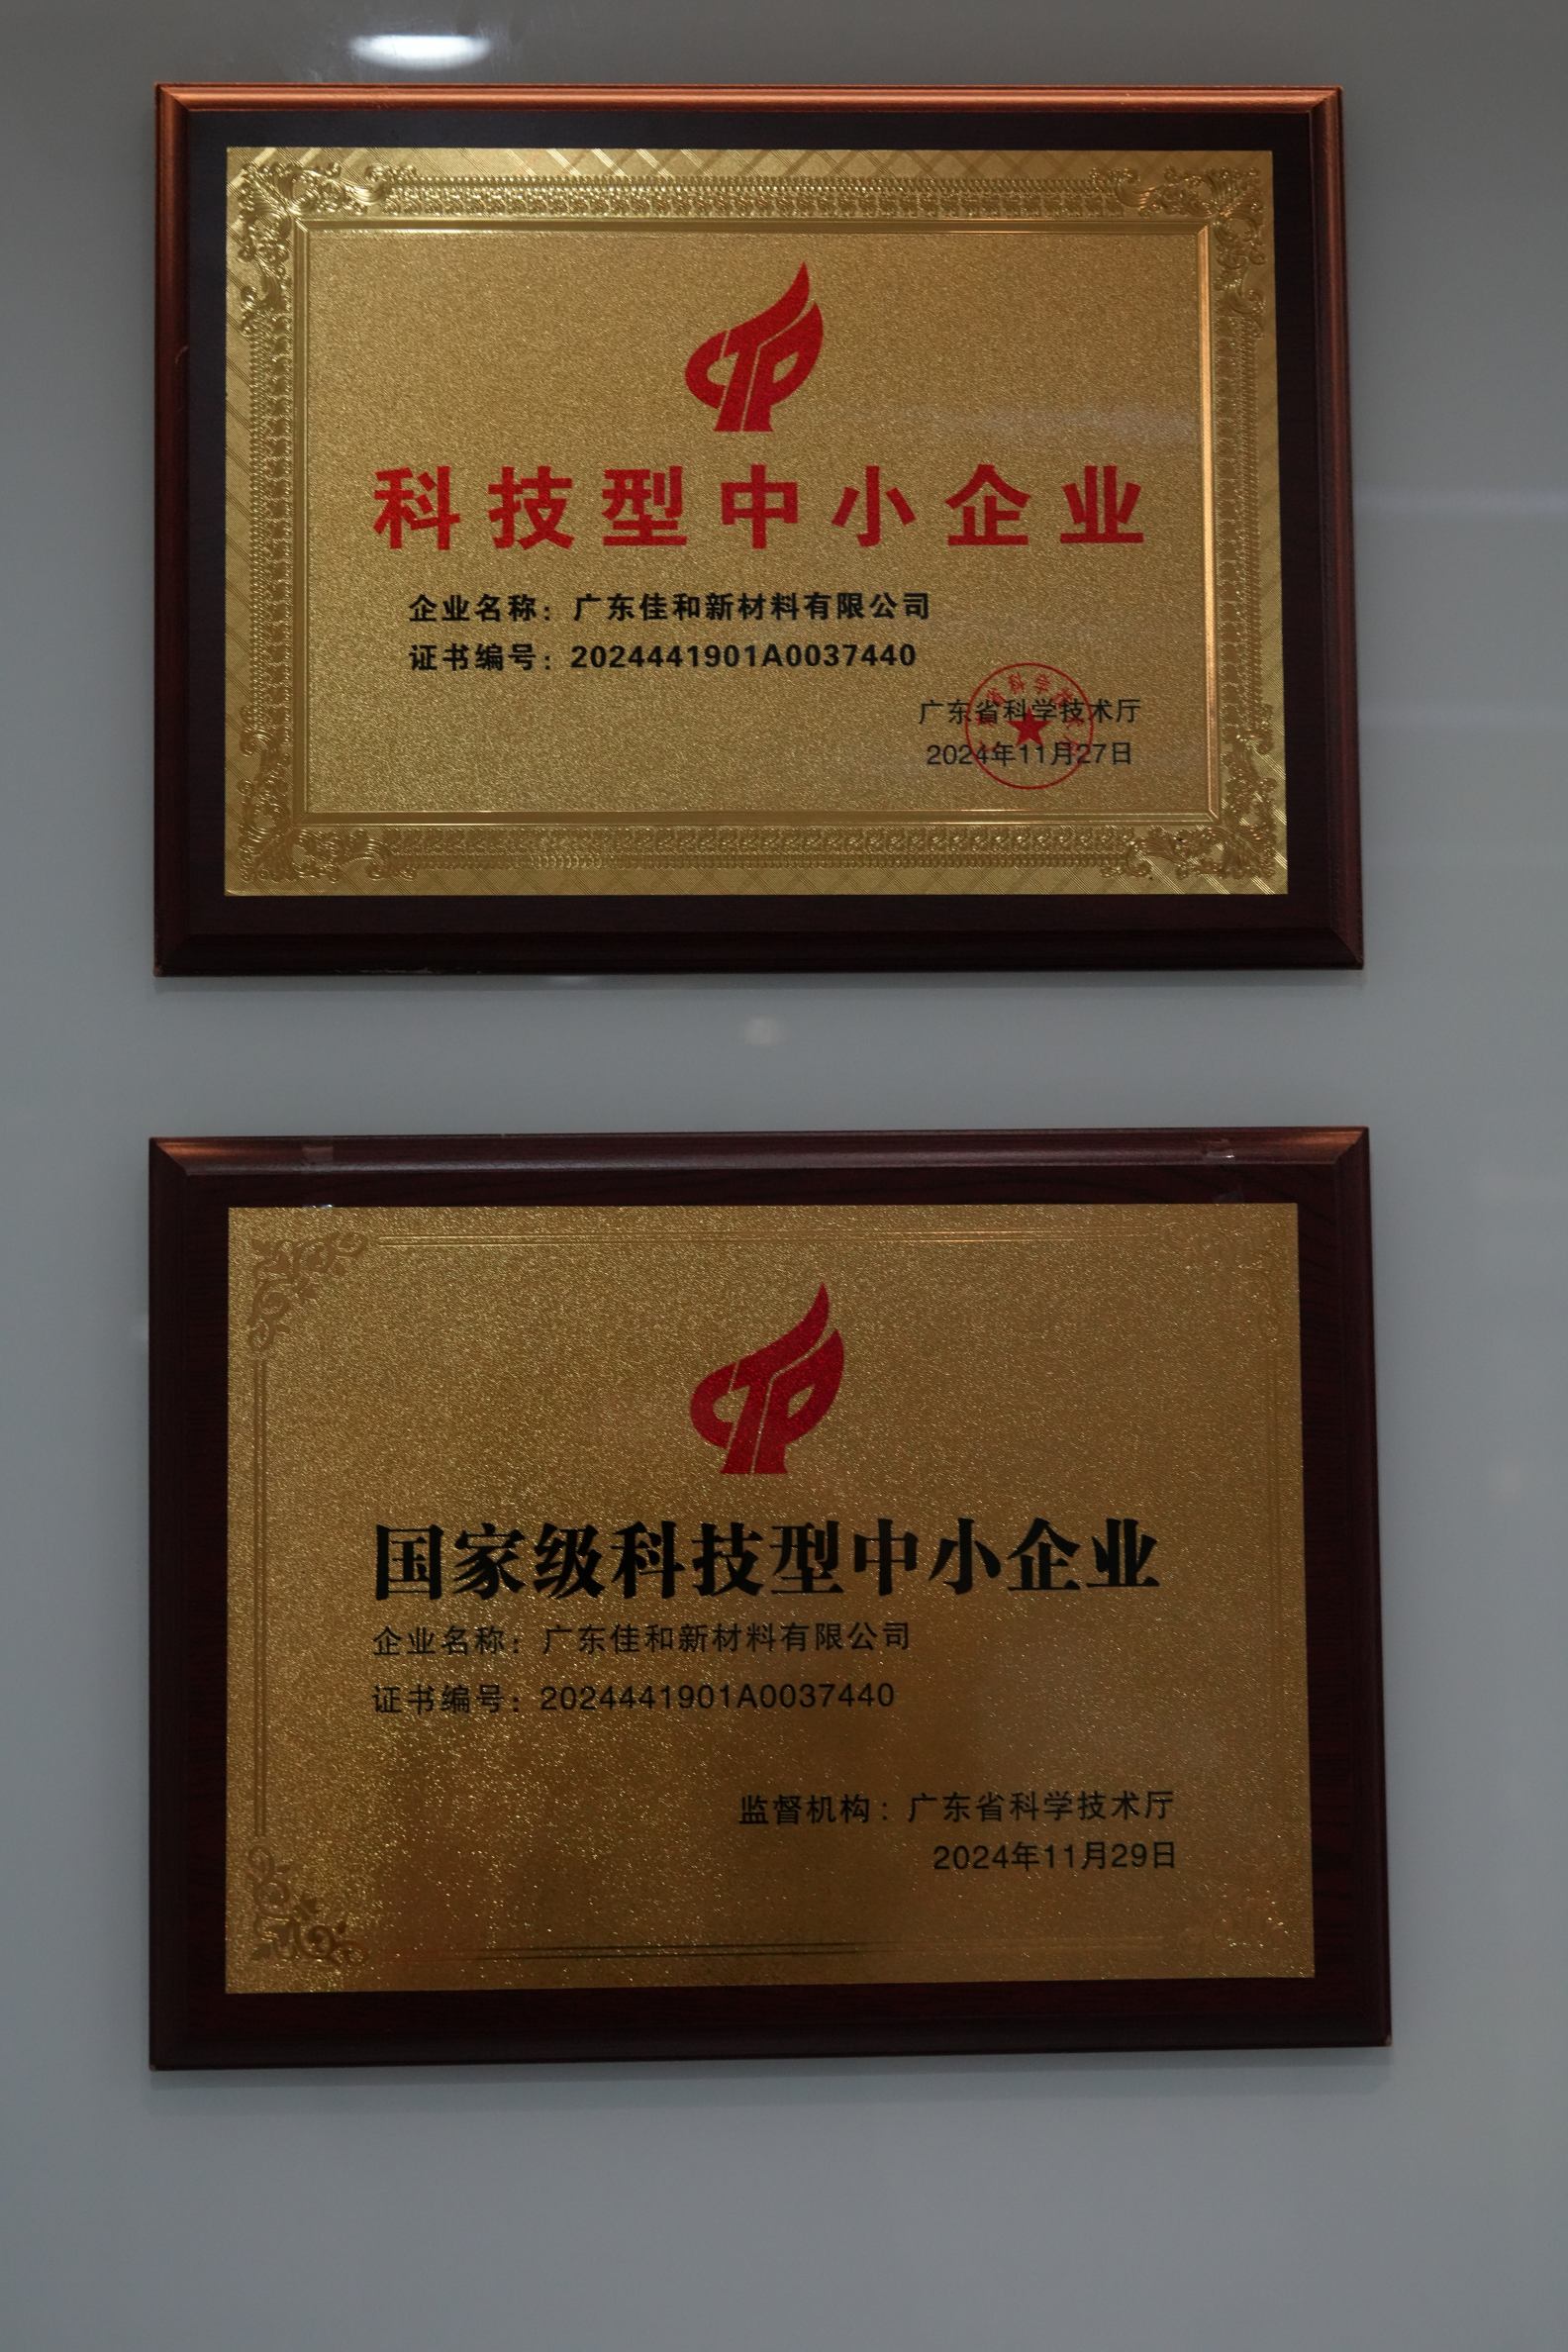 科技型中小企业
企业名称：广东佳和新材料有限公司
证书编号：2024441901A0037440
广东省科学技术厅
2024年11月27日
国家级科技型中小企业
企业名称：广东佳和新材料有限公司
证书编号：2024441901A0037440
监督机构：广东省科学技术厅
2024年11月29日